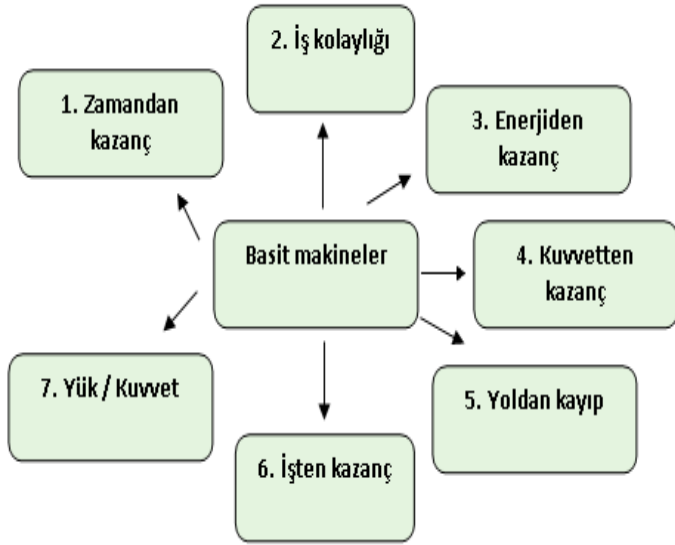 2. İş kolaylığı
1. Zamandan
kazanç
3. Enerjiden
kazanç
Basit makineler
4. Kuvvetten
kazanç
7. Yük / Kuvvet
5. Yoldan kayıp
6. İşten kazanç